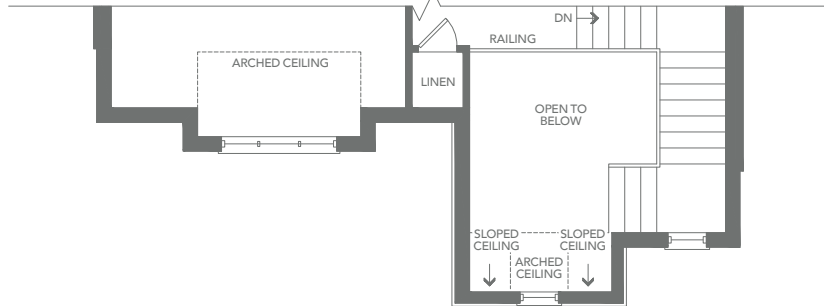 DN
RAILING
ARCHED CEILING
LINEN
OPEN TO
BELOW
SLOPED
CEILING
SLOPED
CEILING
ARCHED
CEILING